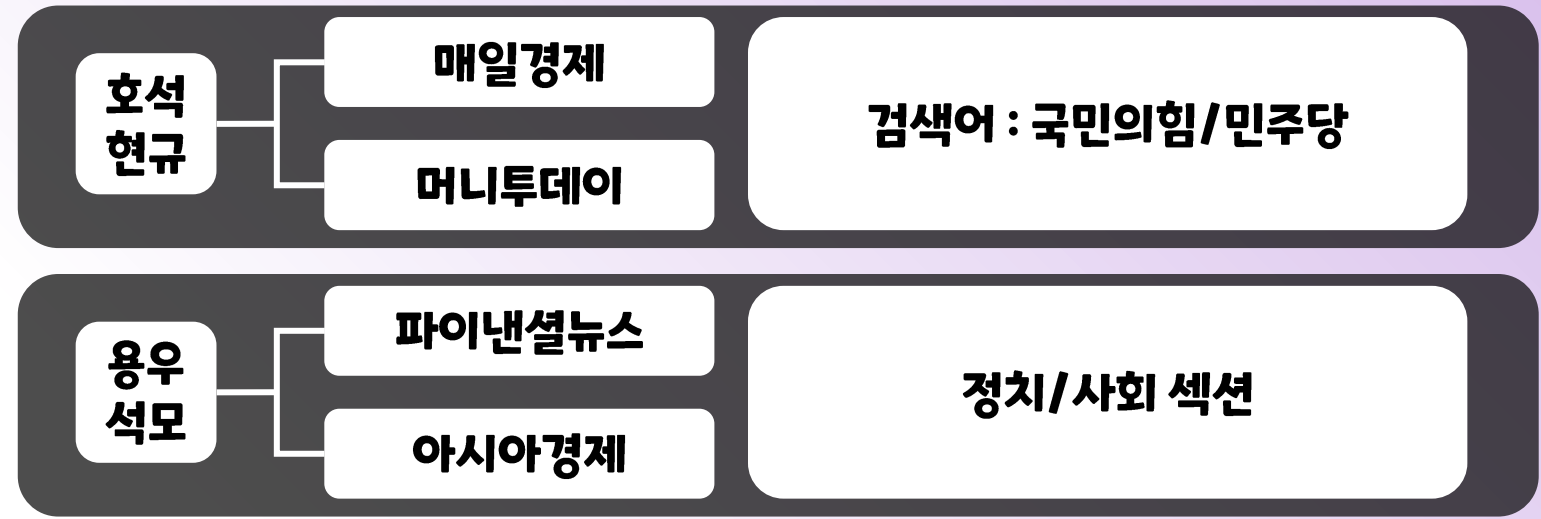 호석
현규
매일경제
머니투데이
검색어 : 국민의힘/민주당
용우
석모
파이낸셜뉴스
아시아경제
정치/사회 섹션